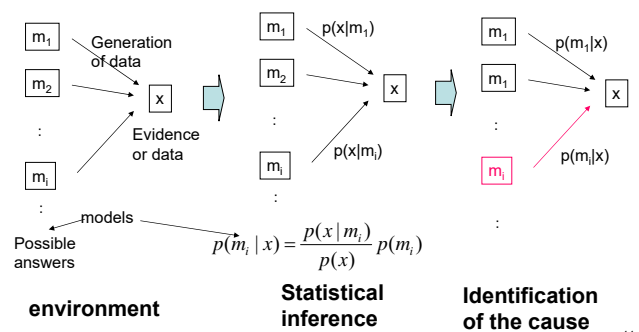 m1
Generation
of data
m2
x
:
Evidence
or data
mi
:
models
Possible
answers
environment
m1
p(x|m1)
m2
x
:
mi
p(x|mi)
:
p(mi | x) = p(x | mi) / p(x) p(mi)
Statistical
inference
m1
p(m1|x)
m1
x
:
mi
p(mi|x)
:
Identification
of the cause